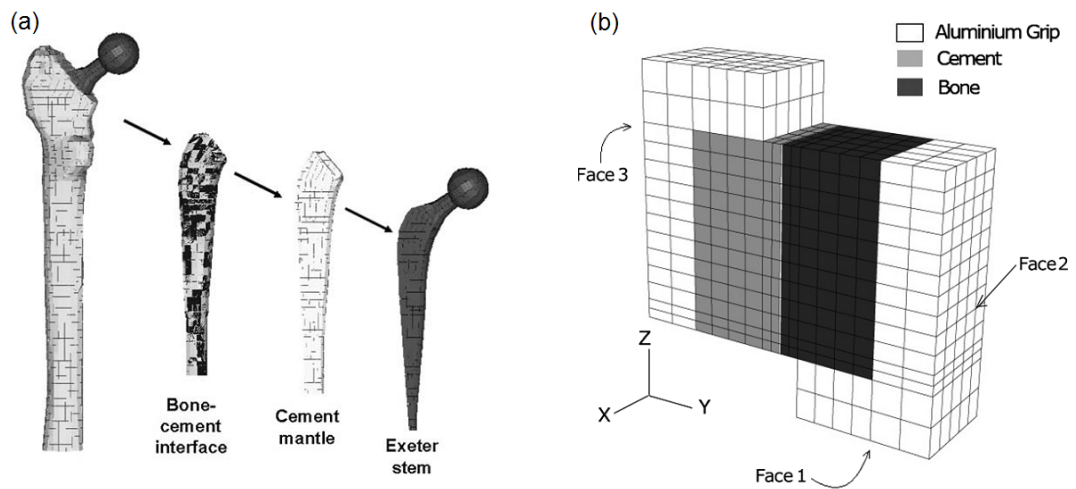 (a)
Bone-
cement
interface
Cement
mantle
Exeter
stem
(b)
Aluminium Grip
Cement
Bone
Face 3
Face 2
Z
X
Y
Face 1